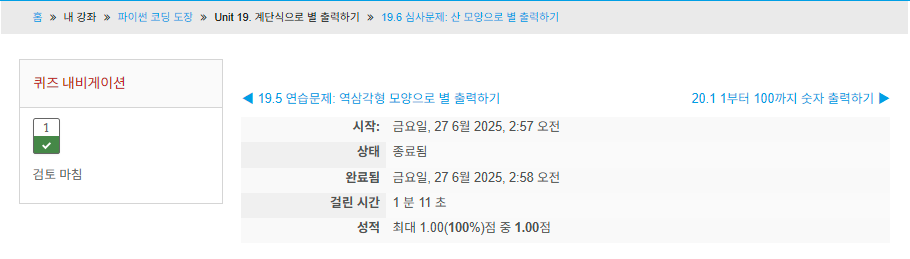 홈 » 내 강좌 » 파이썬 코딩 도장 » Unit 19. 계단식으로 별 출력하기 » 19.6 심사문제: 산 모양으로 별 출력하기
퀴즈 내비게이션
1
검토 마침
◀ 19.5 연습문제: 역삼각형 모양으로 별 출력하기
20.1 1부터 100까지 숫자 출력하기 ▶
시작: 금요일, 27 6월 2025, 2:57 오전
상태 종료됨
완료됨 금요일, 27 6월 2025, 2:58 오전
걸린 시간 1 분 11 초
성적 최대 1.00(100%)점 중 1.00점